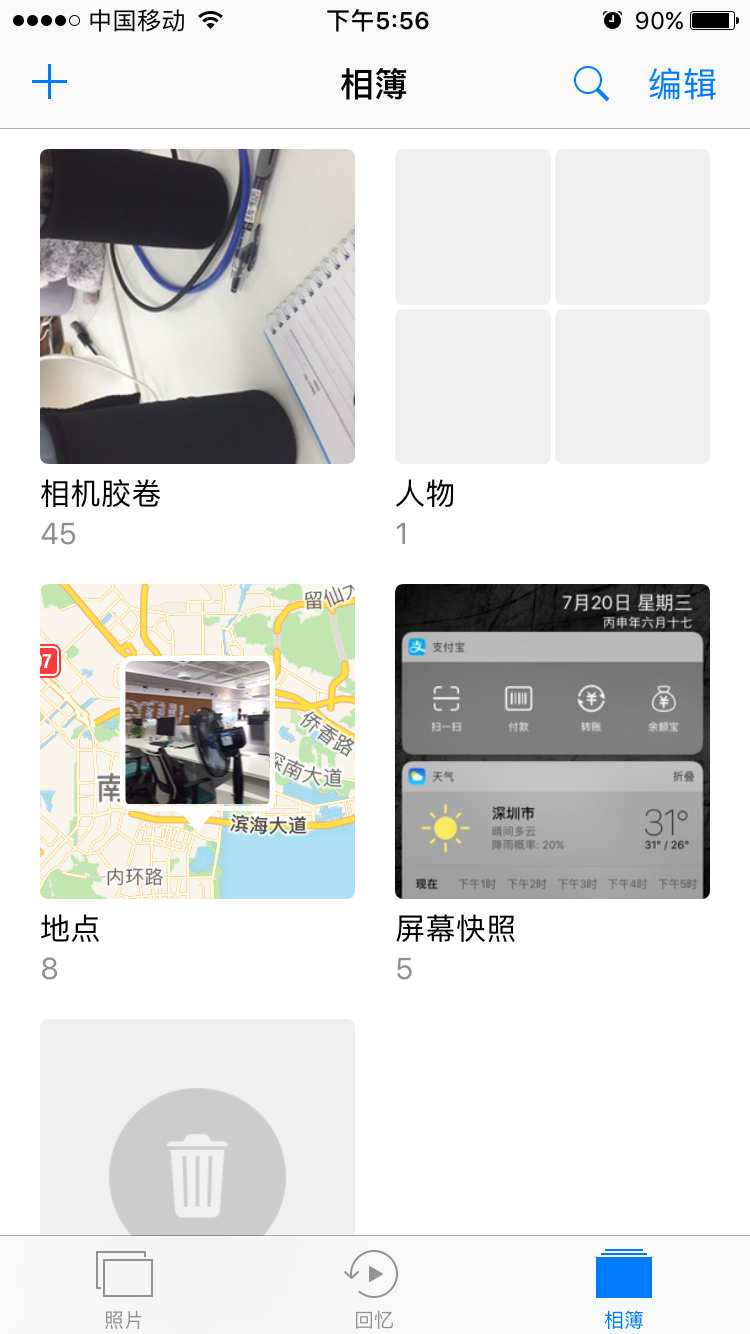 中国移动
下午5:56
90%
相簿
编辑
相机胶卷
45
人物
1
留仙大
7
侨香路
深南大道
南
滨海大道
内环路
地点
8
7月20日 星期三
丙申年六月十七
支付宝
扫一扫
付款
转账
余额宝
天气
折叠
深圳市
晴间多云
降雨概率: 20%
31°
31° / 26°
现在
下午1时
下午2时
下午3时
下午4时
下午5时
屏幕快照
5
照片
回忆
相簿